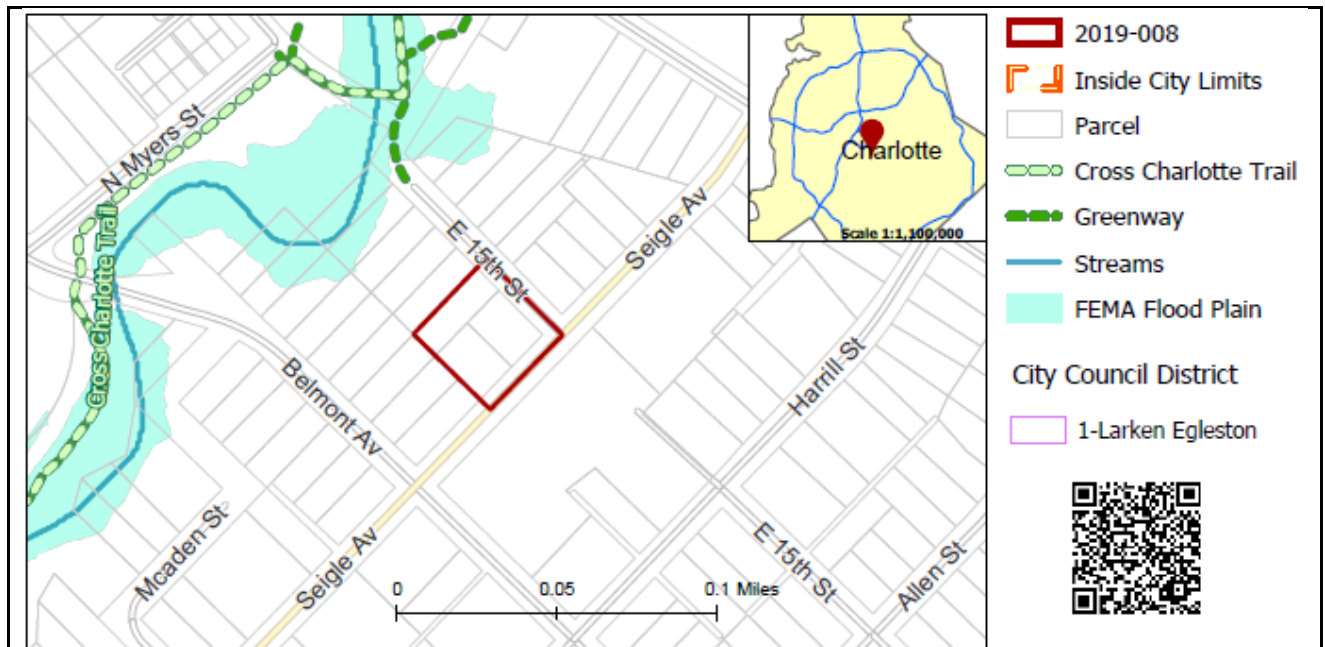 N Myers St
Cross Charlotte Trail
E 15th St
Seigle Av
Belmont Av
Harrill St
Mcaden St
Seigle Av
E 15th St
Allen St
0 0.05 0.1 Miles
Charlotte
Scale 1:1,100,000
2019-008
Inside City Limits
Parcel
Cross Charlotte Trail
Greenway
Streams
FEMA Flood Plain
City Council District
1-Larken Egleston